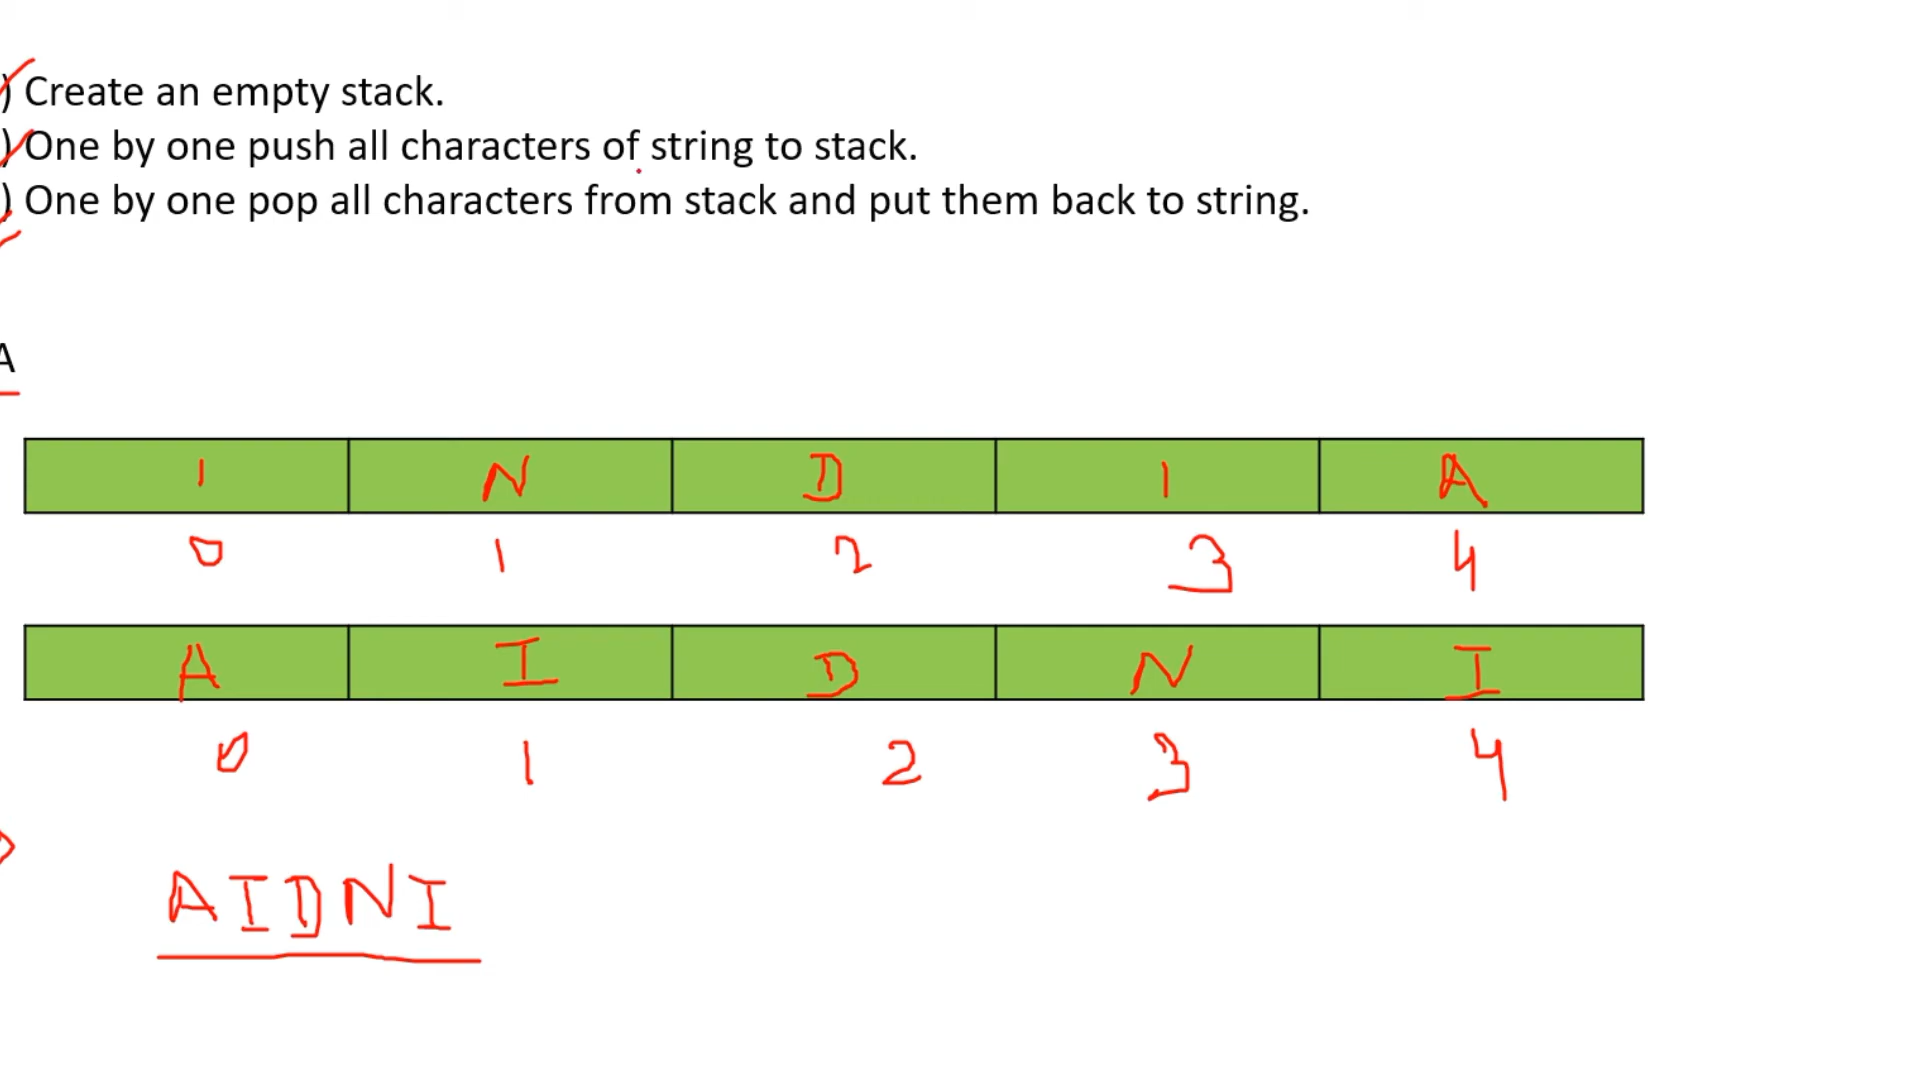 ) Create an empty stack.
) One by one push all characters of string to stack.
) One by one pop all characters from stack and put them back to string.
A
I N D I A
0 1 2 3 4
A I D N I
0 1 2 3 4
AIDNI